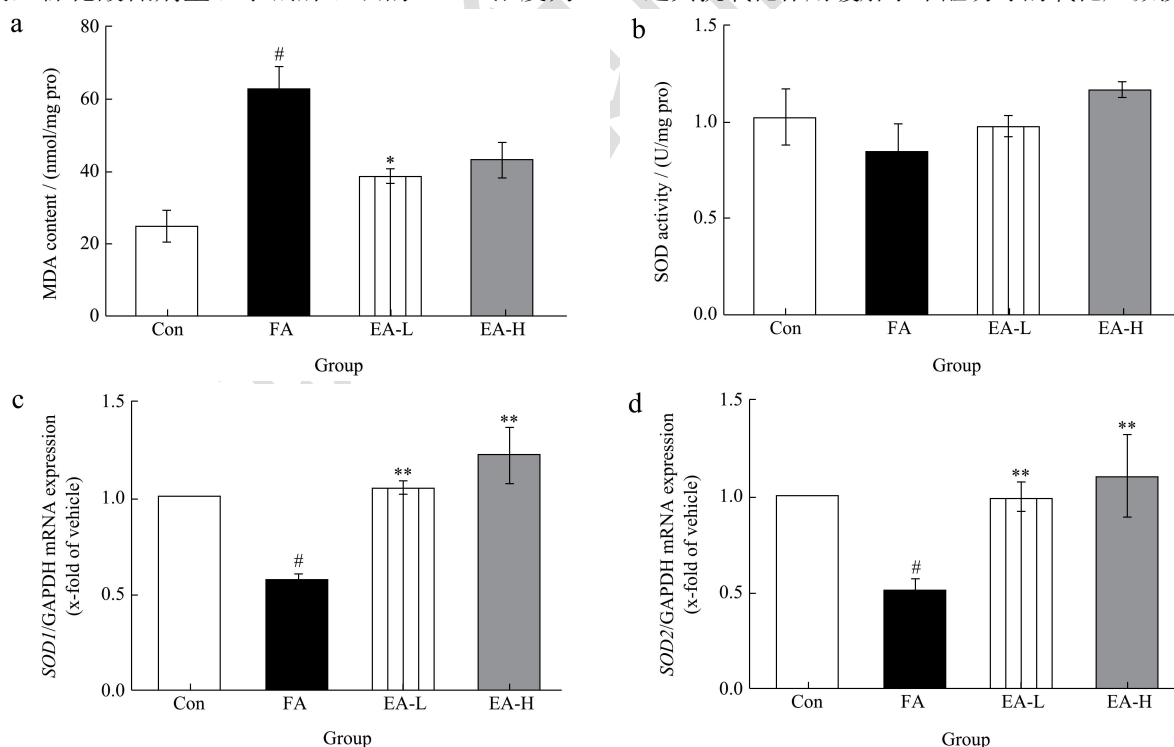 a
80
60
40
20
0
MDA content / (nmol/mg pro)
#
*
Con FA EA-L EA-H
Group
b
1.5
1.0
0.5
0.0
SOD activity / (U/mg pro)
Con FA EA-L EA-H
Group
c
1.5
1.0
0.5
0.0
SOD1/GAPDH mRNA expression
(x-fold of vehicle)
#
**
**
Con FA EA-L EA-H
Group
d
1.5
1.0
0.5
0.0
SOD2/GAPDH mRNA expression
(x-fold of vehicle)
#
**
**
Con FA EA-L EA-H
Group